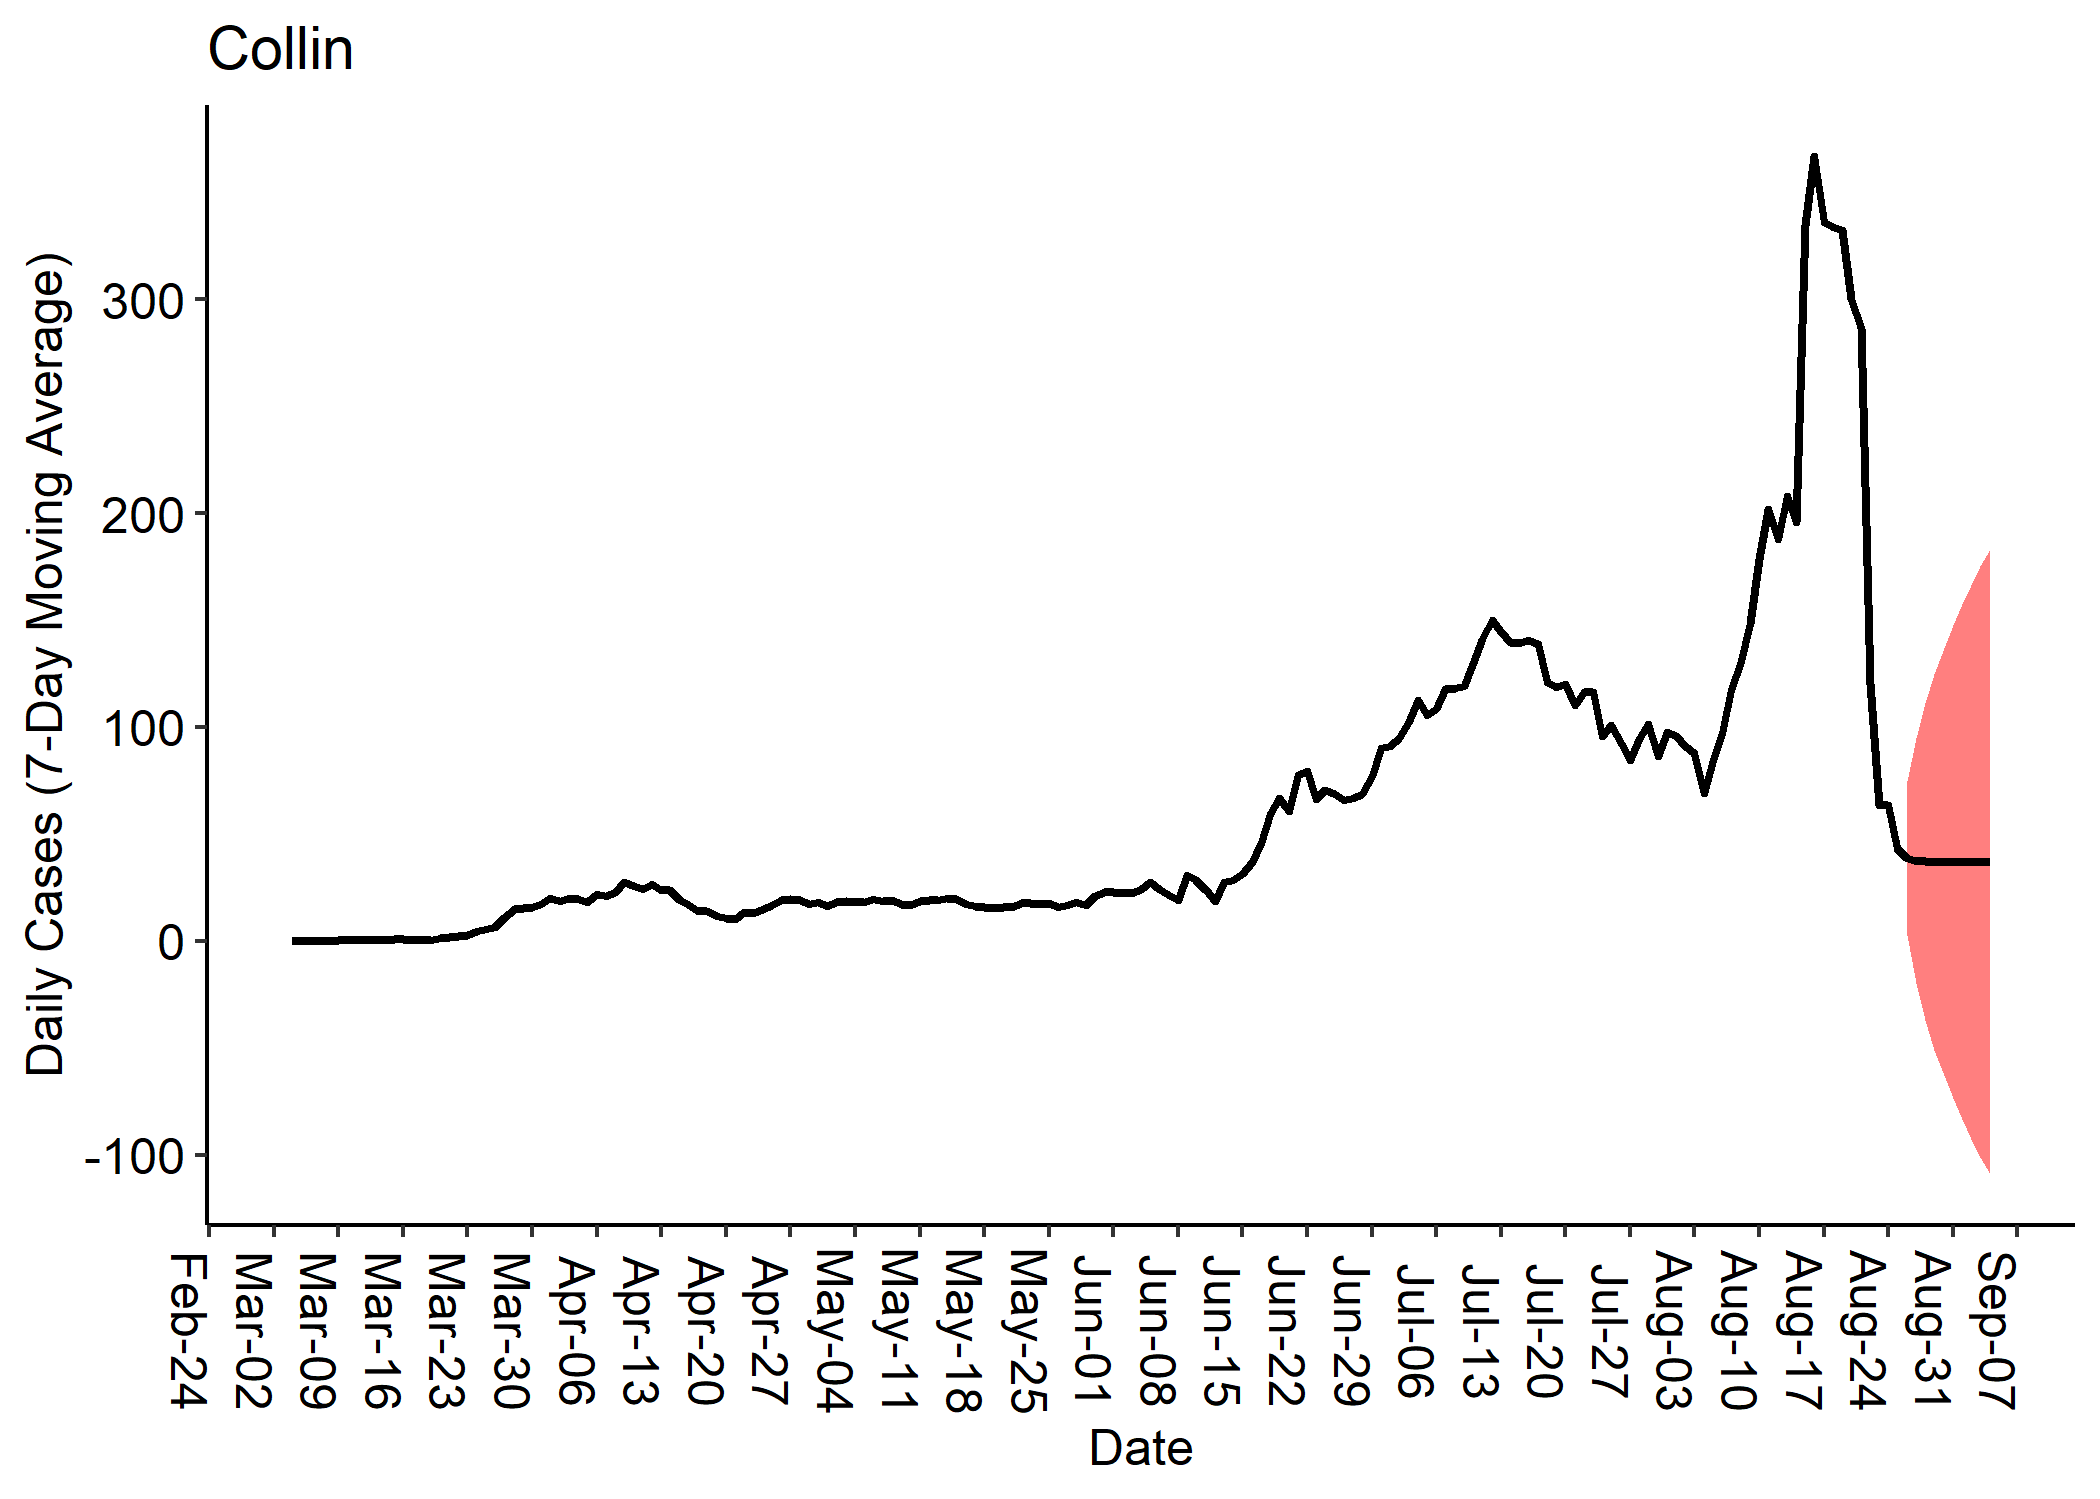 Collin
Daily Cases (7-Day Moving Average)
300
200
100
0
-100
Feb-24
Mar-02
Mar-09
Mar-16
Mar-23
Mar-30
Apr-06
Apr-13
Apr-20
Apr-27
May-04
May-11
May-18
May-25
Jun-01
Jun-08
Jun-15
Jun-22
Jun-29
Jul-06
Jul-13
Jul-20
Jul-27
Aug-03
Aug-10
Aug-17
Aug-24
Aug-31
Sep-07
Date